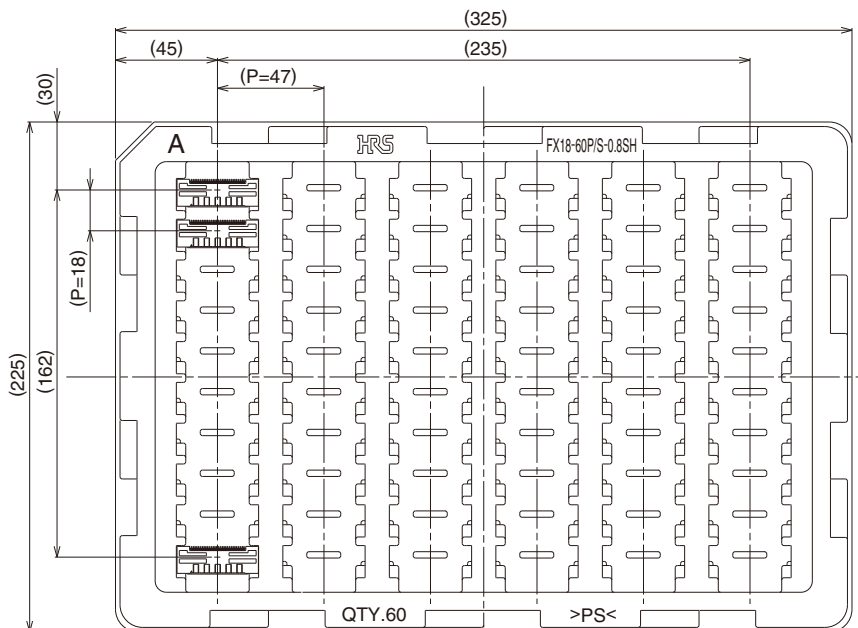 (325)
(45)
(235)
(P=47)
(30)
A
HRS
FX18-60P/S-0.8SH
(P=18)
(162)
(225)
QTY.60
>PS<